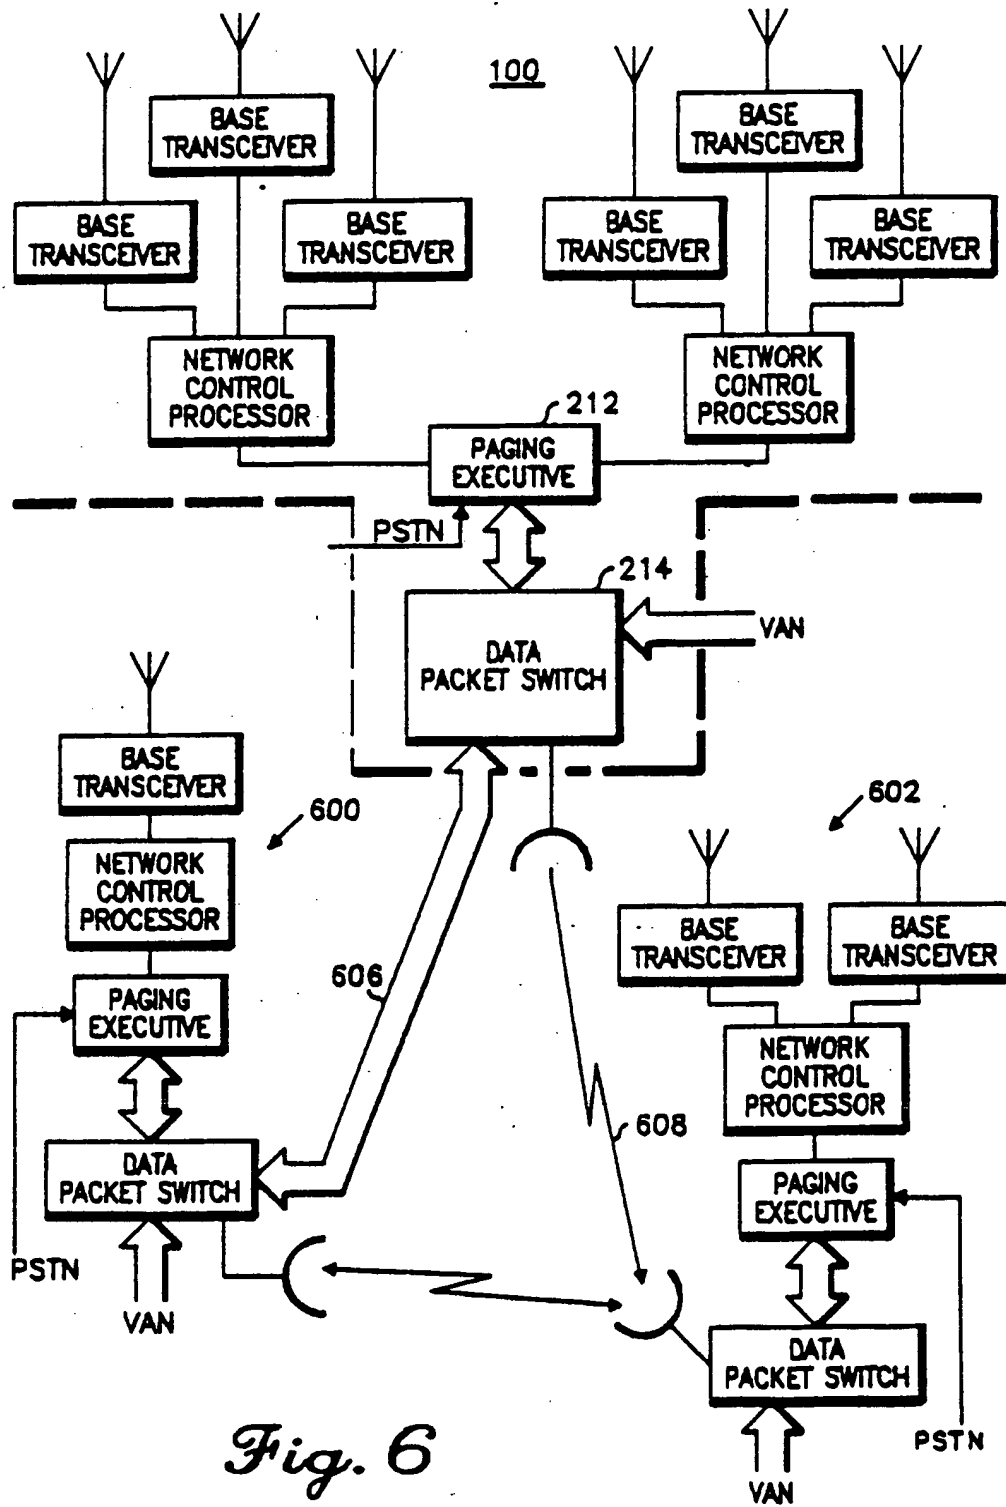 100
BASE
TRANSCEIVER
BASE
TRANSCEIVER
BASE
TRANSCEIVER
BASE
TRANSCEIVER
BASE
TRANSCEIVER
BASE
TRANSCEIVER
NETWORK
CONTROL
PROCESSOR
NETWORK
CONTROL
PROCESSOR
212
PAGING
EXECUTIVE
PSTN
214
DATA
PACKET SWITCH
VAN
BASE
TRANSCEIVER
600
NETWORK
CONTROL
PROCESSOR
606
PAGING
EXECUTIVE
DATA
PACKET SWITCH
PSTN
VAN
602
BASE
TRANSCEIVER
BASE
TRANSCEIVER
NETWORK
CONTROL
PROCESSOR
608
PAGING
EXECUTIVE
DATA
PACKET SWITCH
PSTN
VAN
Fig. 6